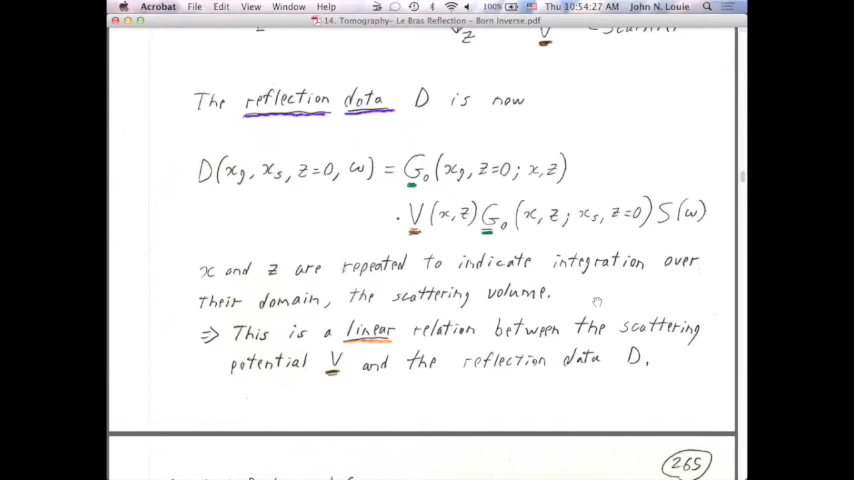 Acrobat File Edit View Window Help 100% Thu 10:54:27 AM John N. Louie
14. Tomography- Le Bras Reflection - Born Inverse.pdf
The reflection data D is now
D(xg, xs, z=0, ω) = G₀(xg, z=0; x, z)
· V(x,z) G₀(x, z; xs, z=0) S(ω)
x and z are repeated to indicate integration over
their domain, the scattering volume.
⇒ This is a linear relation between the scattering
potential V and the reflection data D.
265